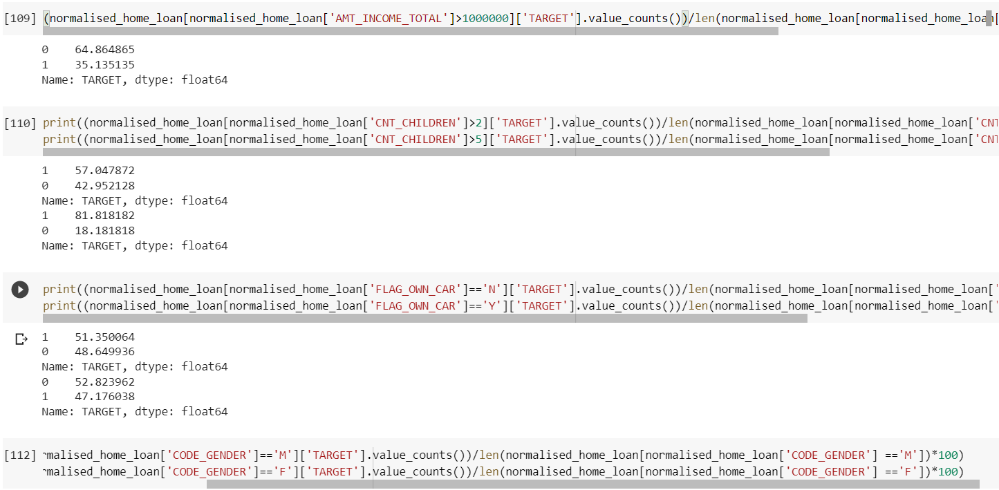 [109] (normalised_home_loan[normalised_home_loan['AMT_INCOME_TOTAL']>1000000]['TARGET'].value_counts())/len(normalised_home_loan[normalised_home_loan[
0 64.864865
1 35.135135
Name: TARGET, dtype: float64
[110] print((normalised_home_loan[normalised_home_loan['CNT_CHILDREN']>2]['TARGET'].value_counts())/len(normalised_home_loan[normalised_home_loan['CNT
print((normalised_home_loan[normalised_home_loan['CNT_CHILDREN']>5]['TARGET'].value_counts())/len(normalised_home_loan[normalised_home_loan['CNT
1 57.047872
0 42.952128
Name: TARGET, dtype: float64
1 81.818182
0 18.181818
Name: TARGET, dtype: float64
print((normalised_home_loan[normalised_home_loan['FLAG_OWN_CAR']=='N']['TARGET'].value_counts())/len(normalised_home_loan[normalised_home_loan['
print((normalised_home_loan[normalised_home_loan['FLAG_OWN_CAR']=='Y']['TARGET'].value_counts())/len(normalised_home_loan[normalised_home_loan['
1 51.350064
0 48.649936
Name: TARGET, dtype: float64
0 52.823962
1 47.176038
Name: TARGET, dtype: float64
[112] rmalised_home_loan['CODE_GENDER']=='M']['TARGET'].value_counts())/len(normalised_home_loan[normalised_home_loan['CODE_GENDER'] =='M'])*100)
rmalised_home_loan['CODE_GENDER']=='F']['TARGET'].value_counts())/len(normalised_home_loan[normalised_home_loan['CODE_GENDER'] =='F'])*100)